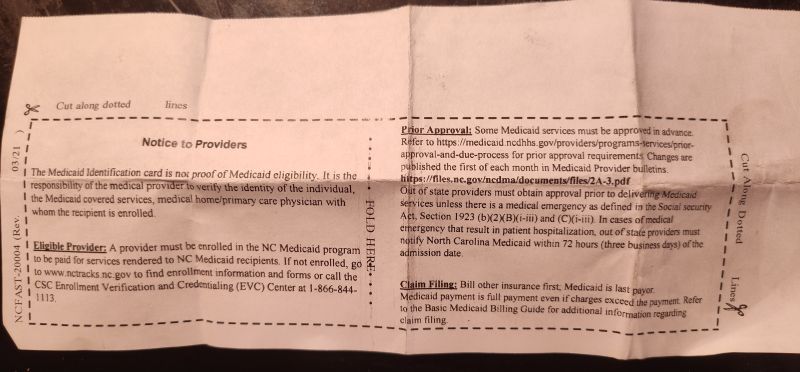 Cut along dotted lines
Notice to Providers
The Medicaid Identification card is not proof of Medicaid eligibility. It is the
responsibility of the medical provider to verify the identity of the individual,
the Medicaid covered services, medical home/primary care physician with
whom the recipient is enrolled.
Eligible Provider: A provider must be enrolled in the NC Medicaid program
to be paid for services rendered to NC Medicaid recipients. If not enrolled, go
to www.nctracks.nc.gov to find enrollment information and forms or call the
CSC Enrollment Verification and Credentialing (EVC) Center at 1-866-844-
1113.
NCFAST-20004 (Rev. 03/21 )
FOLD HERE
Prior Approval: Some Medicaid services must be approved in advance.
Refer to https://medicaid.ncdhhs.gov/providers/programs-services/prior-
approval-and-due-process for prior approval requirements Changes are
published the first of each month in Medicaid Provider bulletins.
https://files.nc.gov/ncdma/documents/files/2A-3.pdf
Out of state providers must obtain approval prior to delivering Medicaid
services unless there is a medical emergency as defined in the Social security
Act, Section 1923 (b)(2)(B)(i-iii) and (C)(i-iii). In cases of medical
emergency that result in patient hospitalization, out of state providers must
notify North Carolina Medicaid within 72 hours (three business days) of the
admission date.
Claim Filing: Bill other insurance first; Medicaid is last payor.
Medicaid payment is full payment even if charges exceed the payment. Refer
to the Basic Medicaid Billing Guide for additional information regarding
claim filing.
Cut Along Dotted Lines